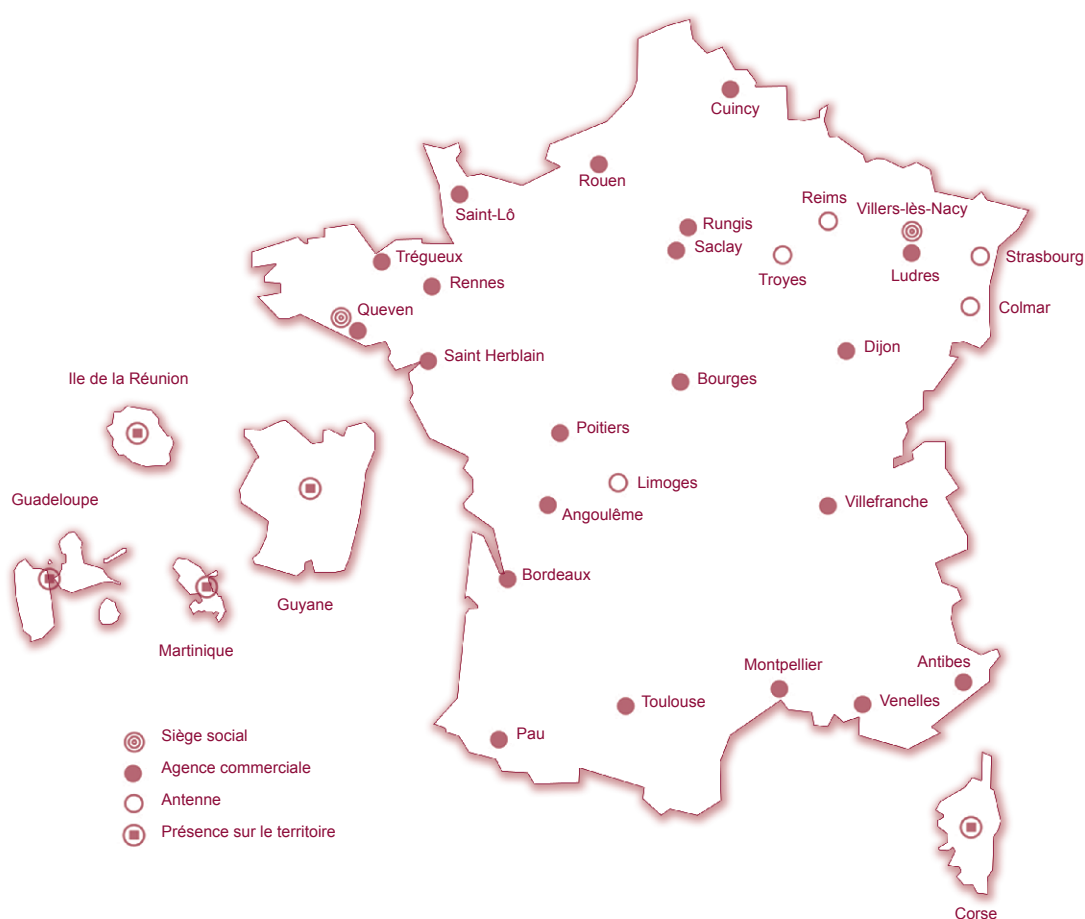 Cuincy
Rouen
Reims
Villers-lès-Nacy
Saint-Lô
Rungis
Saclay
Trégueux
Strasbourg
Troyes
Ludres
Rennes
Colmar
Queven
Dijon
Saint Herblain
Bourges
Ile de la Réunion
Poitiers
Limoges
Guadeloupe
Angoulême
Villefranche
Bordeaux
Guyane
Martinique
Montpellier
Antibes
Toulouse
Venelles
Pau
Siège social
Agence commerciale
Antenne
Présence sur le territoire
Corse